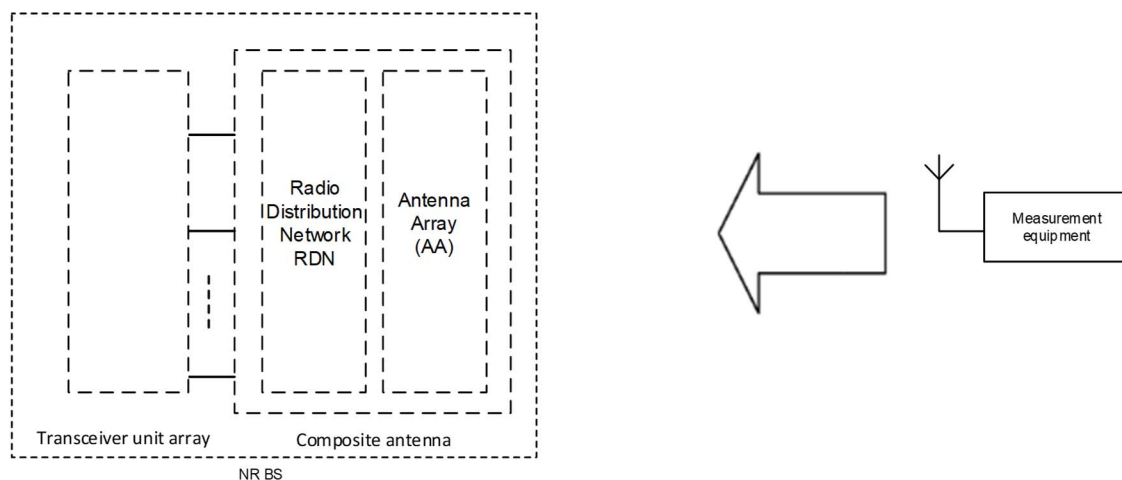 Radio
Distribution
Network
RDN
Antenna
Array
(AA)
Measurement
equipment
Transceiver unit array
Composite antenna
NR BS